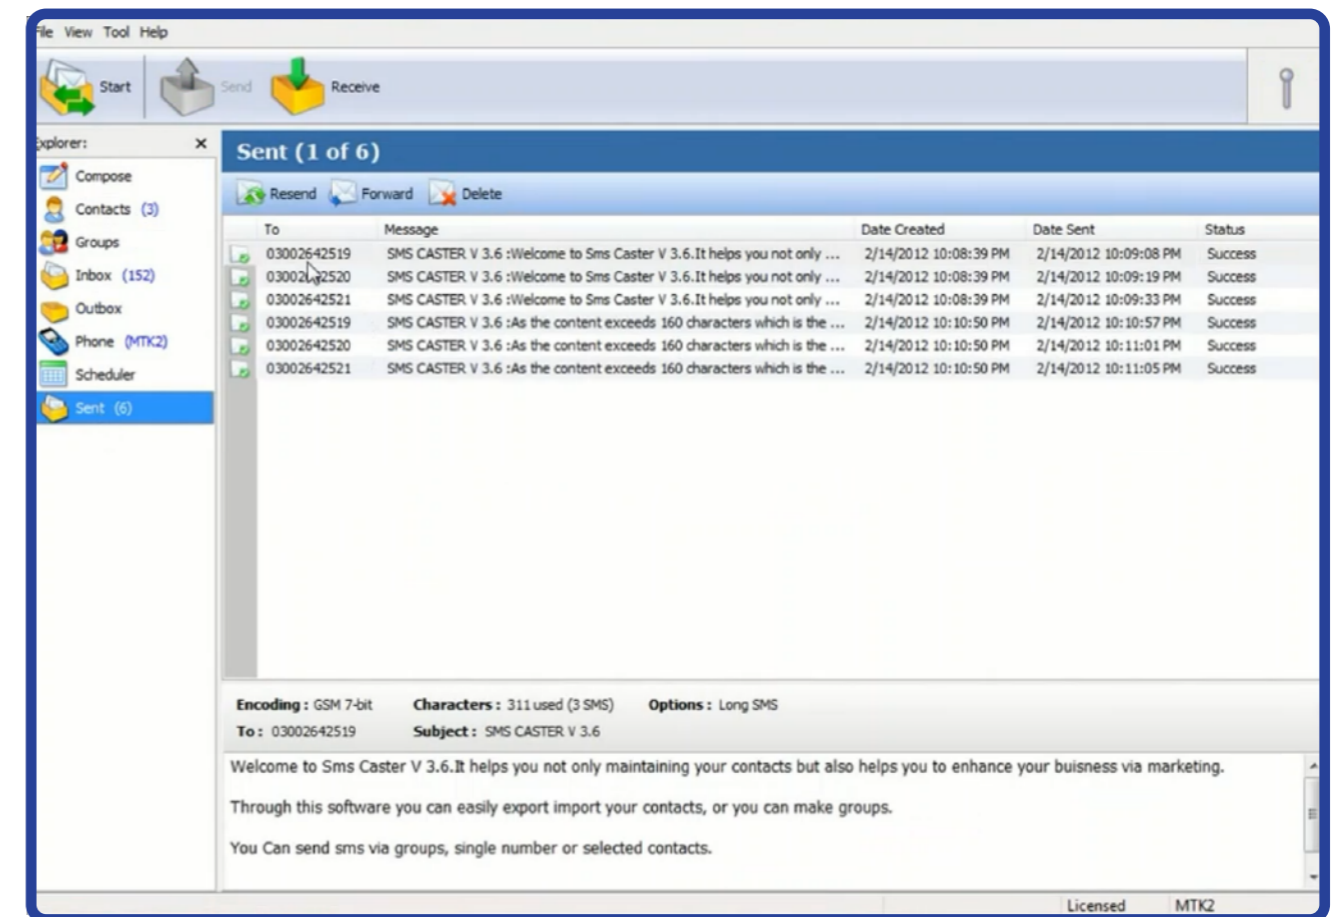 File View Tool Help
Start Send Receive
Explorer: x
Compose
Contacts (3)
Groups
Inbox (152)
Outbox
Phone (MTK2)
Scheduler
Sent (6)
Sent (1 of 6)
Resend Forward Delete
To Message Date Created Date Sent Status
03002642519 SMS CASTER V 3.6 :Welcome to Sms Caster V 3.6.It helps you not only ... 2/14/2012 10:08:39 PM 2/14/2012 10:09:08 PM Success
03002642520 SMS CASTER V 3.6 :Welcome to Sms Caster V 3.6.It helps you not only ... 2/14/2012 10:08:39 PM 2/14/2012 10:09:19 PM Success
03002642521 SMS CASTER V 3.6 :Welcome to Sms Caster V 3.6.It helps you not only ... 2/14/2012 10:08:39 PM 2/14/2012 10:09:33 PM Success
03002642519 SMS CASTER V 3.6 :As the content exceeds 160 characters which is the ... 2/14/2012 10:10:50 PM 2/14/2012 10:10:57 PM Success
03002642520 SMS CASTER V 3.6 :As the content exceeds 160 characters which is the ... 2/14/2012 10:10:50 PM 2/14/2012 10:11:01 PM Success
03002642521 SMS CASTER V 3.6 :As the content exceeds 160 characters which is the ... 2/14/2012 10:10:50 PM 2/14/2012 10:11:05 PM Success
Encoding : GSM 7-bit Characters : 311 used (3 SMS) Options : Long SMS
To : 03002642519 Subject : SMS CASTER V 3.6
Welcome to Sms Caster V 3.6.It helps you not only maintaining your contacts but also helps you to enhance your buisness via marketing.
Through this software you can easily export import your contacts, or you can make groups.
You Can send sms via groups, single number or selected contacts.
Licensed MTK2